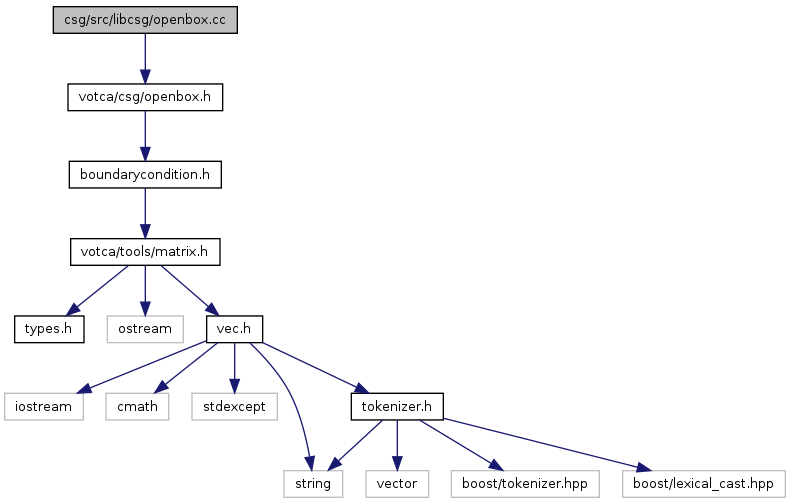 csg/src/libcsg/openbox.cc
votca/csg/openbox.h
boundarycondition.h
votca/tools/matrix.h
types.h
ostream
vec.h
iostream
cmath
stdexcept
tokenizer.h
string
vector
boost/tokenizer.hpp
boost/lexical_cast.hpp